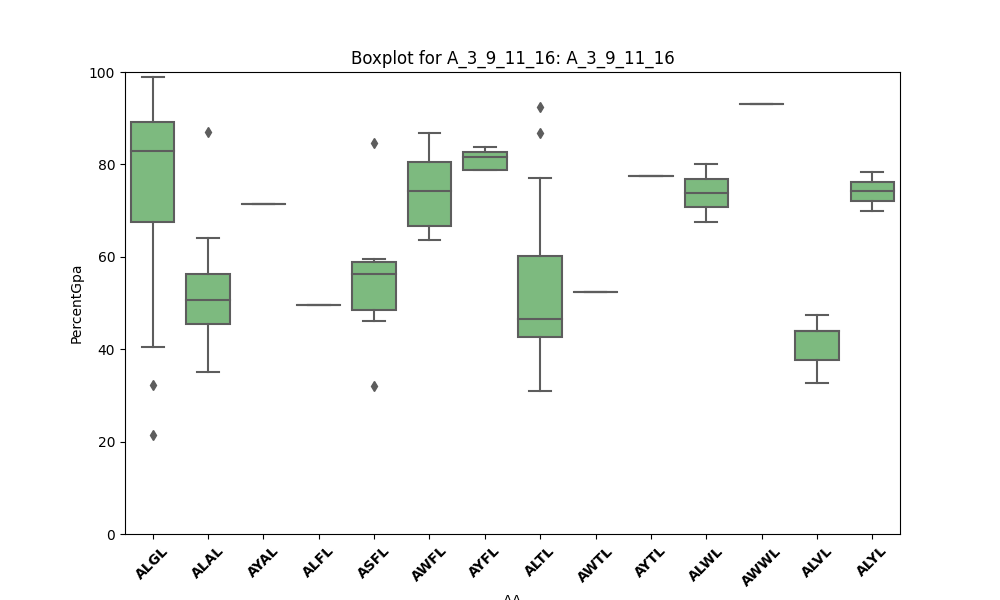 Boxplot for A_3_9_11_16: A_3_9_11_16
100
80
60
40
20
0
PercentGpa
ALGL
ALAL
AYAL
ALFL
ASFL
AWFL
AYFL
ALTL
AWTL
AYTL
ALWL
AWWL
ALVL
ALYL
AA